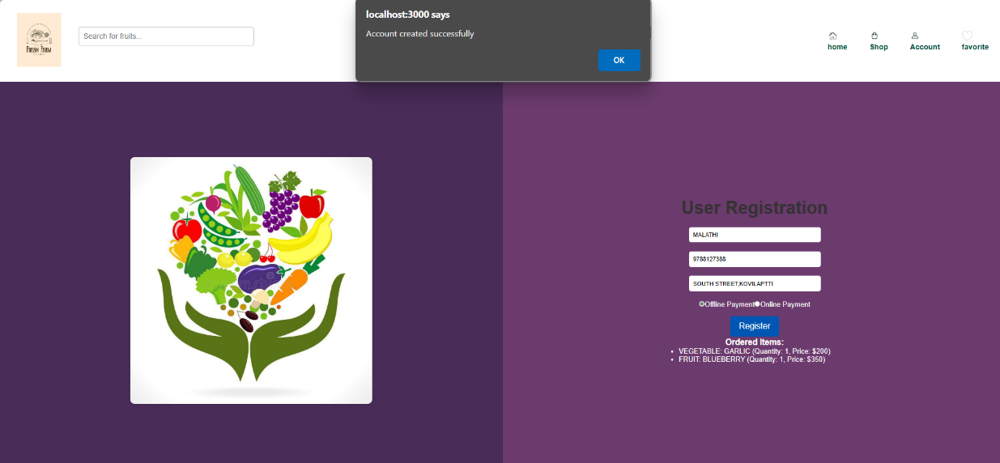 localhost:3000 says
Account created successfully
OK
FRESH FARM
Search for fruits...
home
Shop
Account
favorite
User Registration
MALATHI
9788127388
SOUTH STREET,KOVILAPTTI
Offline Payment Online Payment
Register
Ordered Items:
• VEGETABLE: GARLIC (Quantity: 1, Price: $200)
• FRUIT: BLUEBERRY (Quantity: 1, Price: $350)